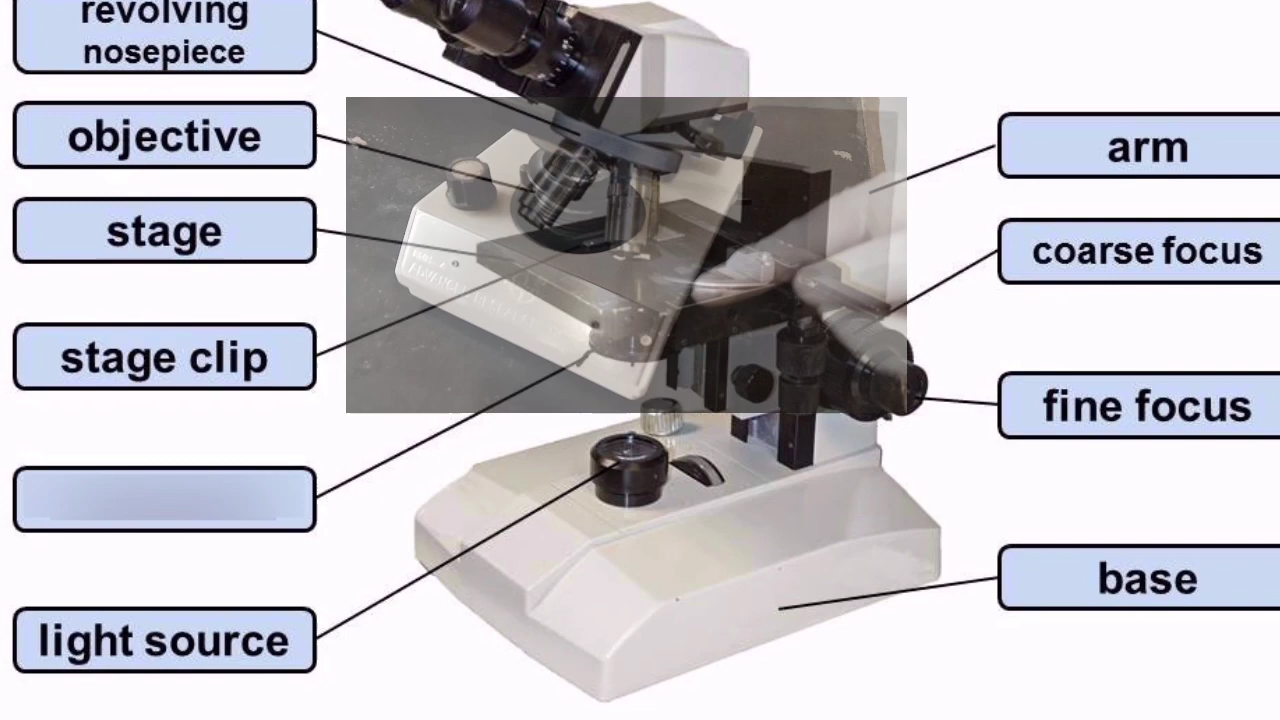 revolving
nosepiece
objective
stage
stage clip
light source
arm
coarse focus
fine focus
base